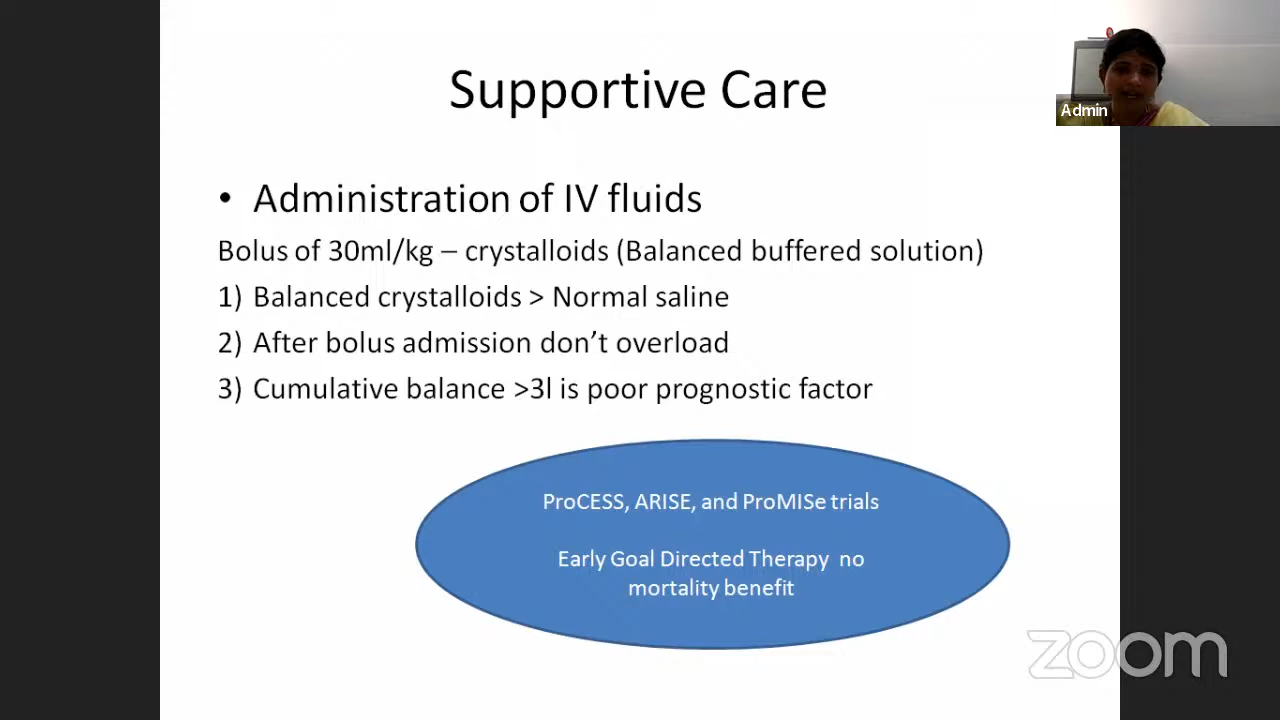 Supportive Care
Admin
• Administration of IV fluids
Bolus of 30ml/kg – crystalloids (Balanced buffered solution)
1) Balanced crystalloids > Normal saline
2) After bolus admission don’t overload
3) Cumulative balance >3l is poor prognostic factor
ProCESS, ARISE, and ProMISe trials
Early Goal Directed Therapy no
mortality benefit
zoom